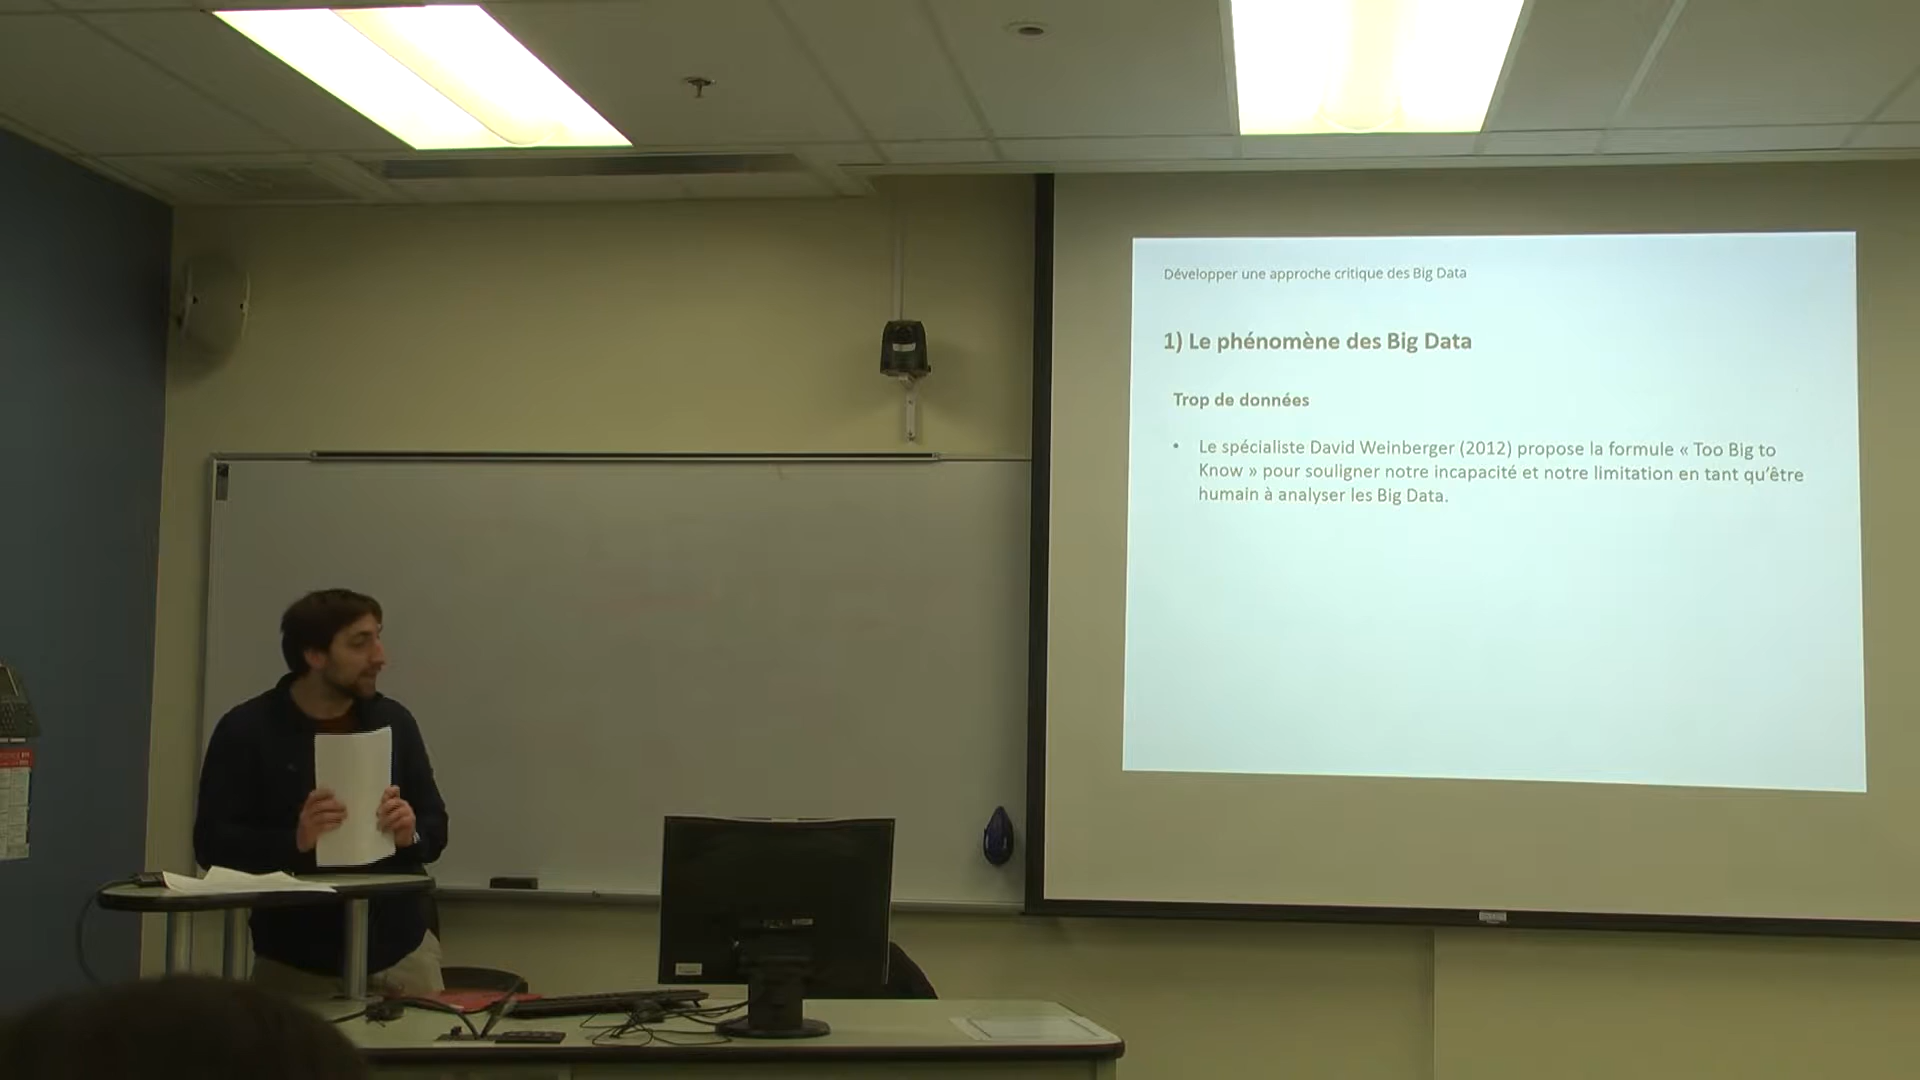 Développer une approche critique des Big Data
1) Le phénomène des Big Data
Trop de données
• Le spécialiste David Weinberger (2012) propose la formule « Too Big to
Know » pour souligner notre incapacité et notre limitation en tant qu'être
humain à analyser les Big Data.